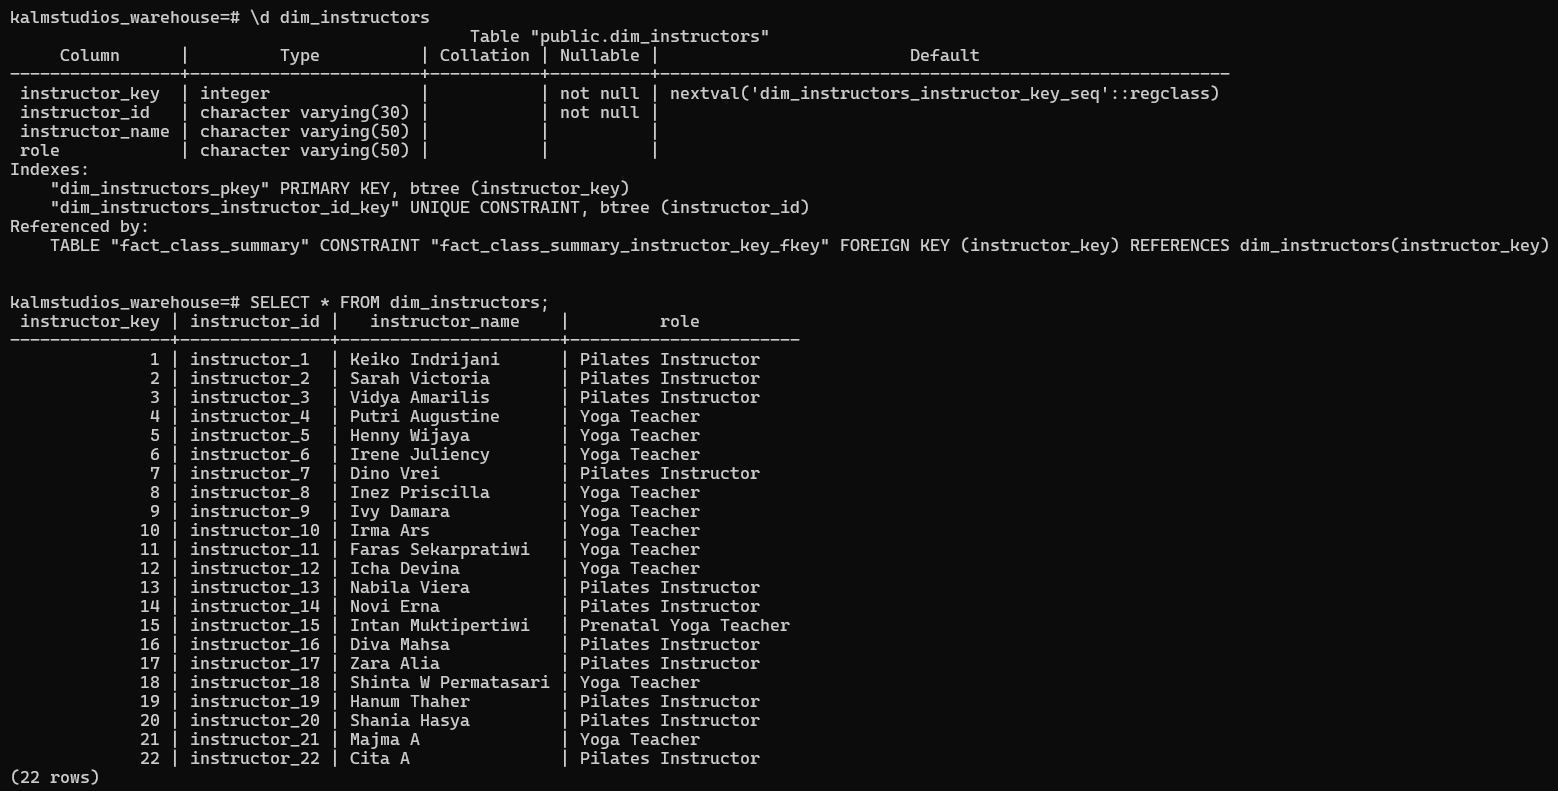 kalmstudios_warehouse=# \d dim_instructors
                                              Table "public.dim_instructors"
     Column      |         Type          | Collation | Nullable |                         Default
-----------------+-----------------------+-----------+----------+---------------------------------------------------------
 instructor_key  | integer               |           | not null | nextval('dim_instructors_instructor_key_seq'::regclass)
 instructor_id   | character varying(30) |           | not null |
 instructor_name | character varying(50) |           |          |
 role            | character varying(50) |           |          |
Indexes:
    "dim_instructors_pkey" PRIMARY KEY, btree (instructor_key)
    "dim_instructors_instructor_id_key" UNIQUE CONSTRAINT, btree (instructor_id)
Referenced by:
    TABLE "fact_class_summary" CONSTRAINT "fact_class_summary_instructor_key_fkey" FOREIGN KEY (instructor_key) REFERENCES dim_instructors(instructor_key)
kalmstudios_warehouse=# SELECT * FROM dim_instructors;
 instructor_key | instructor_id |   instructor_name    |         role
----------------+---------------+----------------------+-----------------------
              1 | instructor_1  | Keiko Indrijani      | Pilates Instructor
              2 | instructor_2  | Sarah Victoria       | Pilates Instructor
              3 | instructor_3  | Vidya Amarilis       | Pilates Instructor
              4 | instructor_4  | Putri Augustine      | Yoga Teacher
              5 | instructor_5  | Henny Wijaya         | Yoga Teacher
              6 | instructor_6  | Irene Juliency       | Yoga Teacher
              7 | instructor_7  | Dino Vrei            | Pilates Instructor
              8 | instructor_8  | Inez Priscilla       | Yoga Teacher
              9 | instructor_9  | Ivy Damara           | Yoga Teacher
             10 | instructor_10 | Irma Ars             | Yoga Teacher
             11 | instructor_11 | Faras Sekarpratiwi   | Yoga Teacher
             12 | instructor_12 | Icha Devina          | Yoga Teacher
             13 | instructor_13 | Nabila Viera         | Pilates Instructor
             14 | instructor_14 | Novi Erna            | Pilates Instructor
             15 | instructor_15 | Intan Muktipertiwi   | Prenatal Yoga Teacher
             16 | instructor_16 | Diva Mahsa           | Pilates Instructor
             17 | instructor_17 | Zara Alia            | Pilates Instructor
             18 | instructor_18 | Shinta W Permatasari | Yoga Teacher
             19 | instructor_19 | Hanum Thaher         | Pilates Instructor
             20 | instructor_20 | Shania Hasya         | Pilates Instructor
             21 | instructor_21 | Majma A              | Yoga Teacher
             22 | instructor_22 | Cita A               | Pilates Instructor
(22 rows)